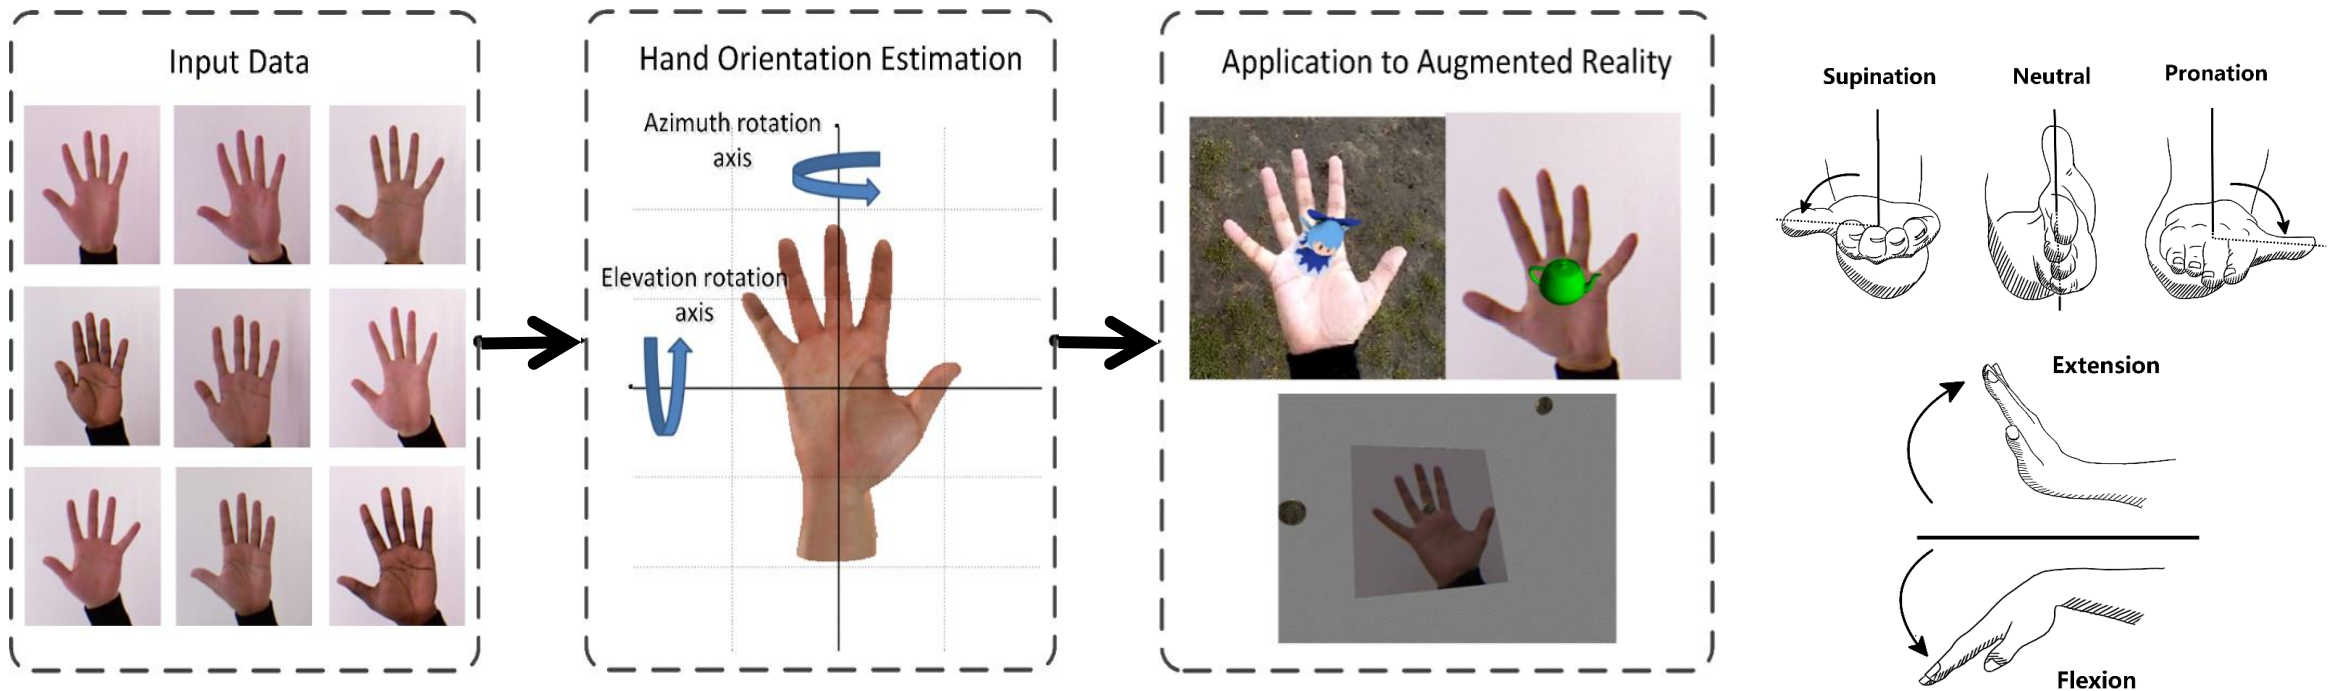 Input Data
Hand Orientation Estimation
Azimuth rotation
axis
Elevation rotation
axis
Application to Augmented Reality
Supination
Neutral
Pronation
Extension
Flexion